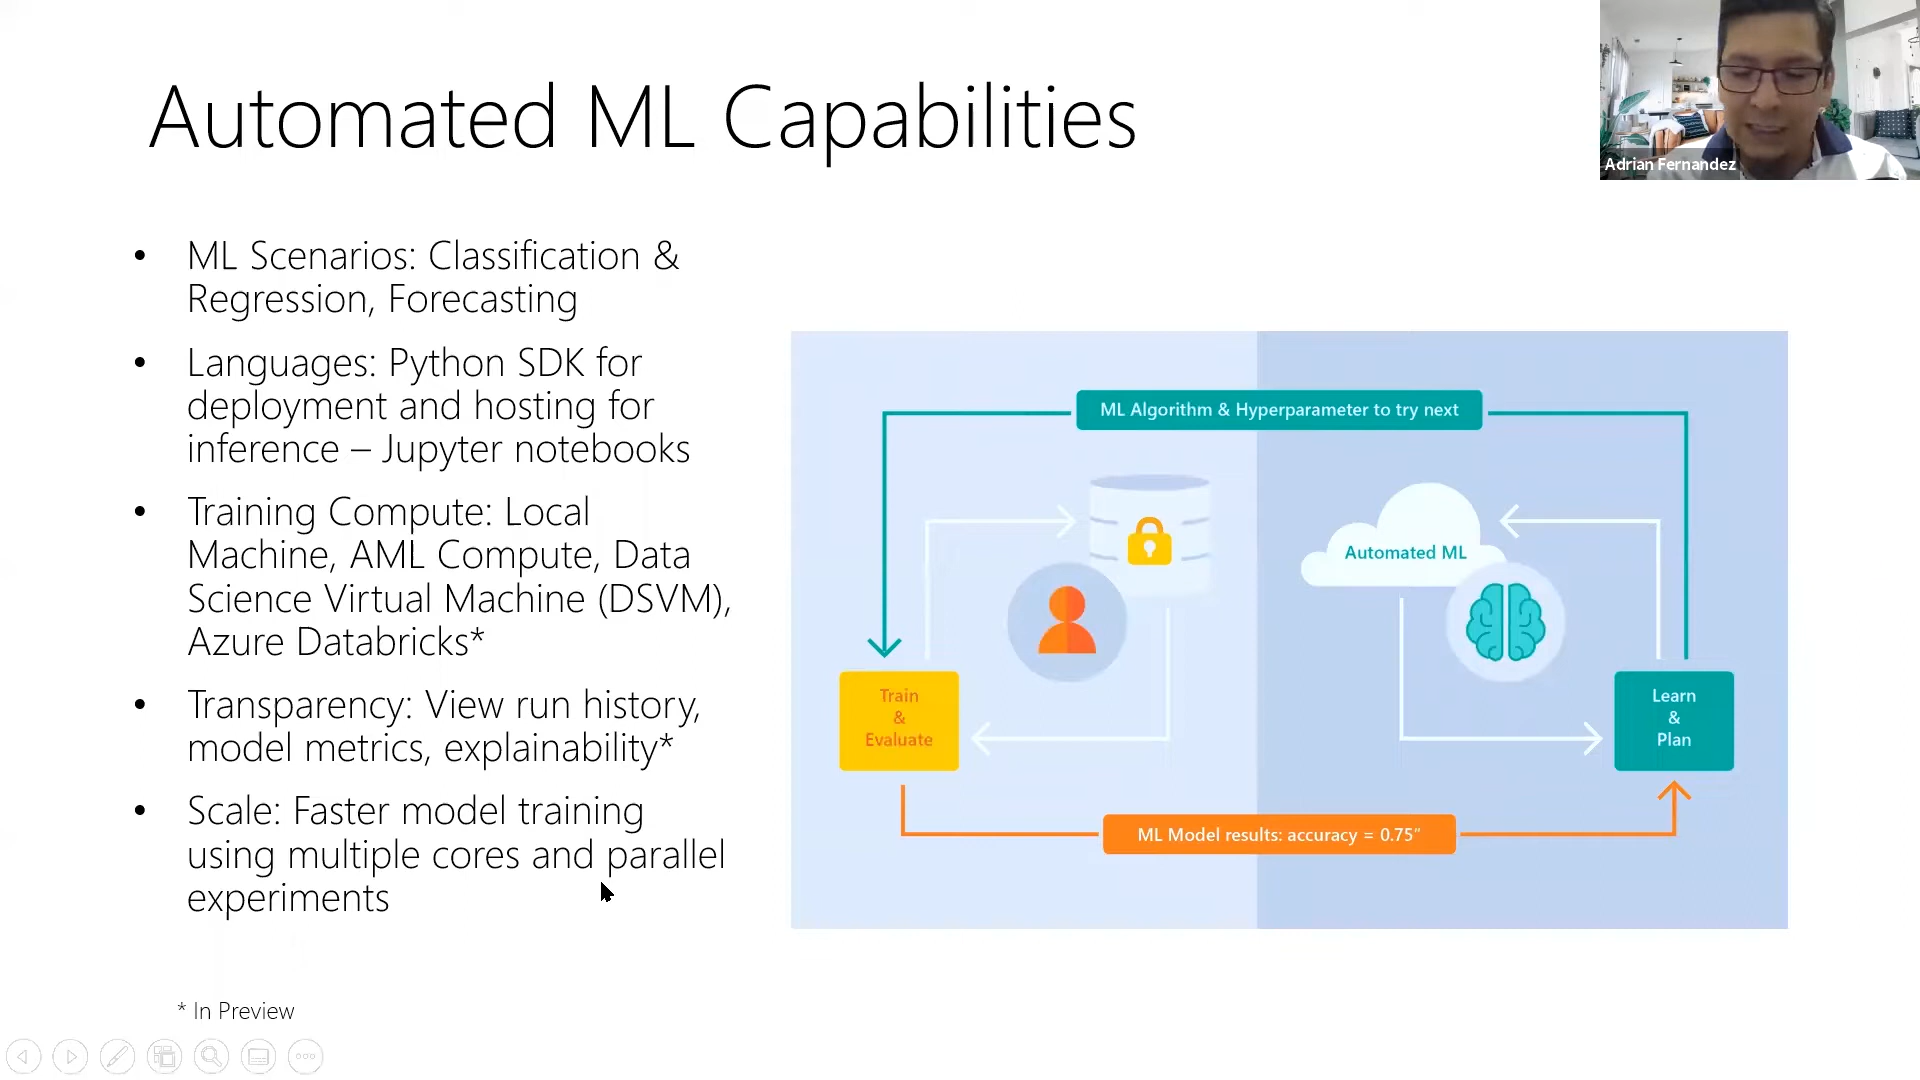 Automated ML Capabilities
Adrian Fernandez
• ML Scenarios: Classification &
Regression, Forecasting
• Languages: Python SDK for
deployment and hosting for
inference – Jupyter notebooks
• Training Compute: Local
Machine, AML Compute, Data
Science Virtual Machine (DSVM),
Azure Databricks*
• Transparency: View run history,
model metrics, explainability*
• Scale: Faster model training
using multiple cores and parallel
experiments
* In Preview
ML Algorithm & Hyperparameter to try next
Automated ML
Train
&
Evaluate
Learn
&
Plan
ML Model results: accuracy = 0.75”